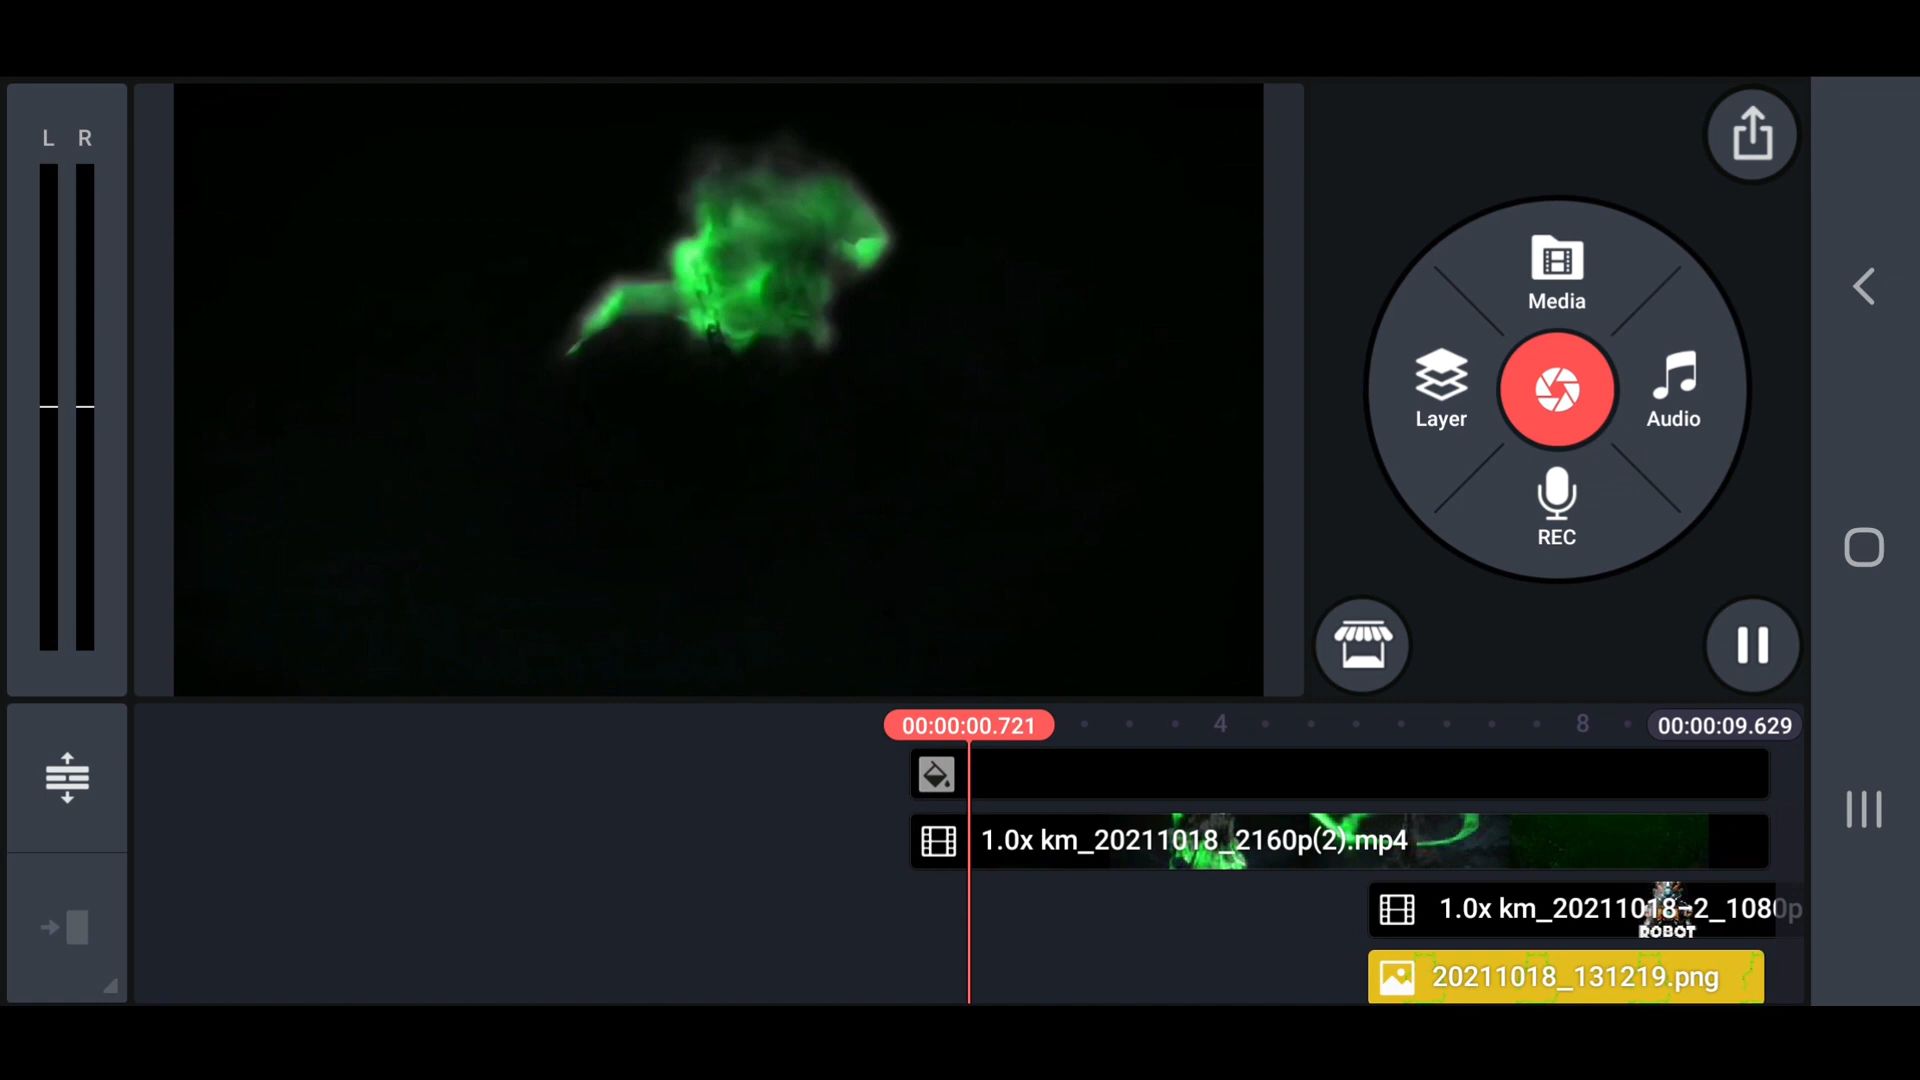 L R
Media
Layer
Audio
REC
00:00:00.721
4
8
00:00:09.629
1.0x km_20211018_2160p(2).mp4
1.0x km_20211018-2_1080p
ROBOT
20211018_131219.png